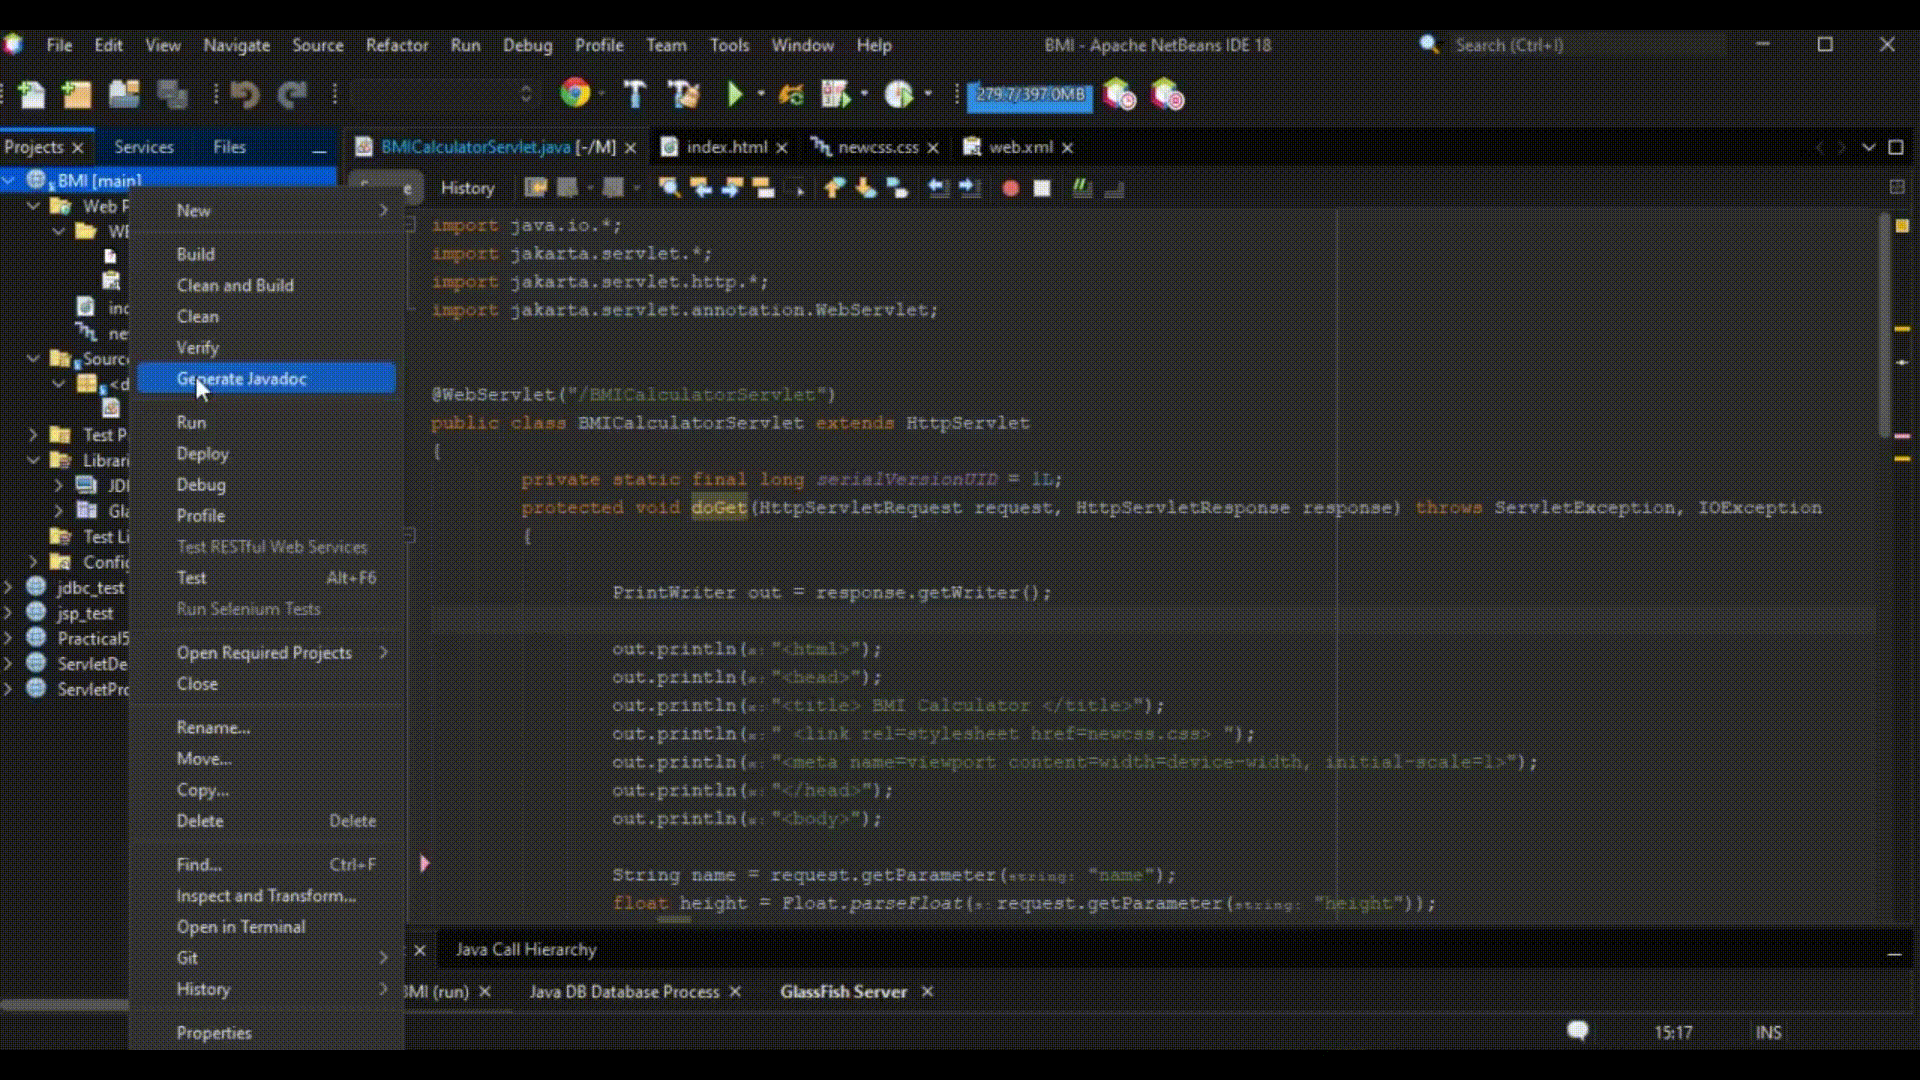 File Edit View Navigate Source Refactor Run Debug Profile Team Tools Window Help BMI - Apache NetBeans IDE 18 Search (Ctrl+I)
279.7/397.0MB
Projects Services Files BMICalculatorServlet.java [-/M] index.html newcss.css web.xml
BMI [main]
History
Web P
New
WE
Build
Clean and Build
Clean
ind
Verify
ne
Sourc
Generate Javadoc
<d
Run
Test P
Deploy
Librari
Debug
JD
Profile
Gla
Test RESTful Web Services
Test Li
Test Alt+F6
Confi
jdbc_test
Run Selenium Tests
jsp_test
Practical5
Open Required Projects
ServletDe
Close
ServletPro
Rename...
Move...
Copy...
Delete Delete
Find... Ctrl+F
Inspect and Transform...
Open in Terminal
Git
History
Properties
import java.io.*;
import jakarta.servlet.*;
import jakarta.servlet.http.*;
import jakarta.servlet.annotation.WebServlet;
@WebServlet("/BMICalculatorServlet")
public class BMICalculatorServlet extends HttpServlet
{
private static final long serialVersionUID = 1L;
protected void doGet(HttpServletRequest request, HttpServletResponse response) throws ServletException, IOException
{
PrintWriter out = response.getWriter();
out.println("<html>");
out.println("<head>");
out.println("<title> BMI Calculator </title>");
out.println(" <link rel=stylesheet href=newcss.css> ");
out.println("<meta name=viewport content=width=device-width, initial-scale=1>");
out.println("</head>");
out.println("<body>");
String name = request.getParameter(string: "name");
float height = Float.parseFloat(s: request.getParameter(string: "height"));
Java Call Hierarchy
BMI (run) Java DB Database Process GlassFish Server
15:17 INS